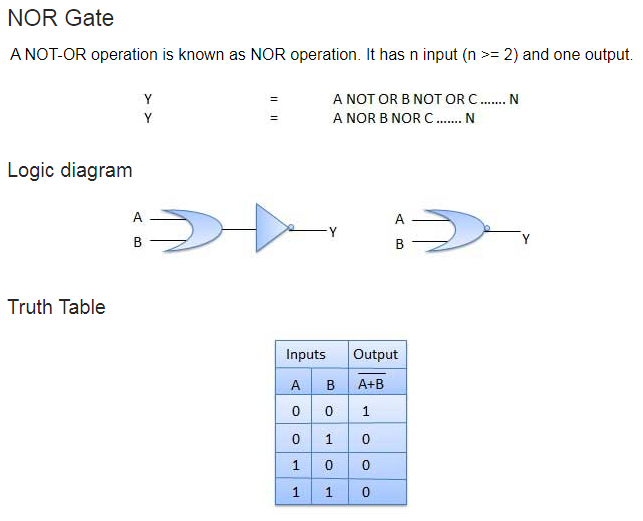 NOR Gate
A NOT-OR operation is known as NOR operation. It has n input (n >= 2) and one output.
Y = A NOT OR B NOT OR C ....... N
Y = A NOR B NOR C ....... N
Logic diagram
A
B
Y
A
B
Y
Truth Table
Inputs Output
A B A̅+̅B̅
0 0 1
0 1 0
1 0 0
1 1 0